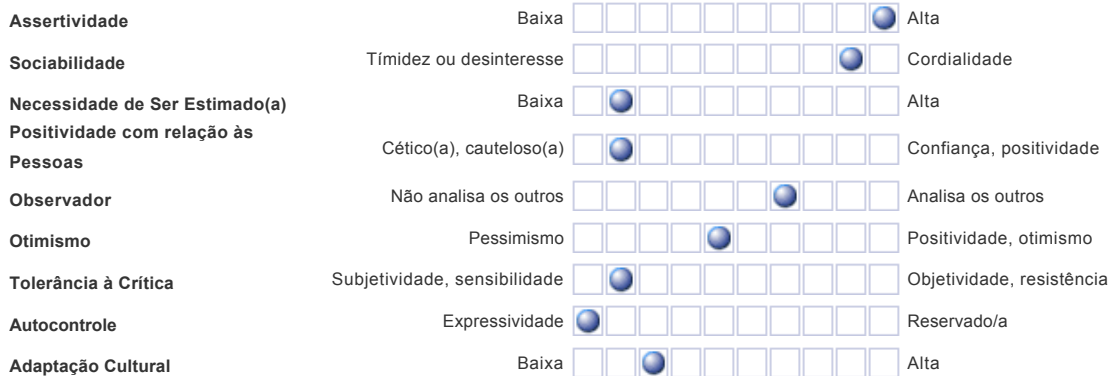 Assertividade Baixa Alta
Sociabilidade Tímidez ou desinteresse Cordialidade
Necessidade de Ser Estimado(a) Baixa Alta
Positividade com relação às
Pessoas Cético(a), cauteloso(a) Confiança, positividade
Observador Não analisa os outros Analisa os outros
Otimismo Pessimismo Positividade, otimismo
Tolerância à Crítica Subjetividade, sensibilidade Objetividade, resistência
Autocontrole Expressividade Reservado/a
Adaptação Cultural Baixa Alta